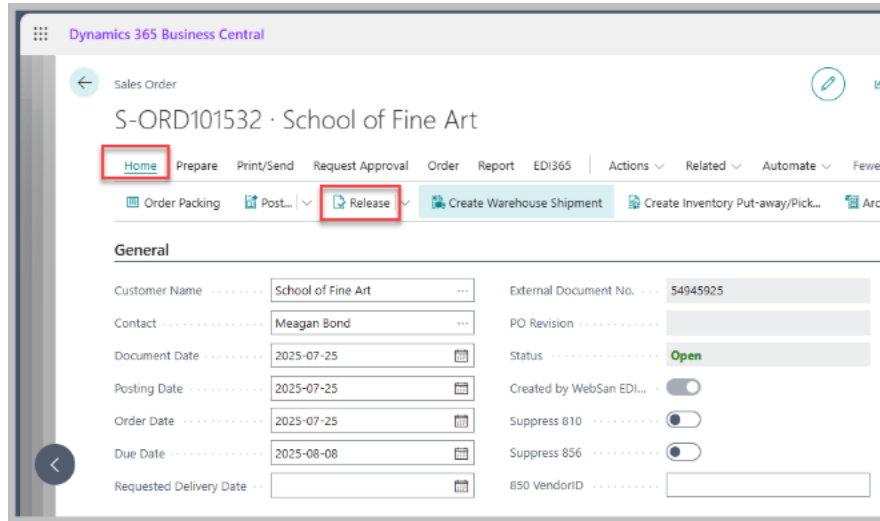 Dynamics 365 Business Central
Sales Order
S-ORD101532 · School of Fine Art
Home Prepare Print/Send Request Approval Order Report EDI365 Actions Related Automate Fewe
Order Packing Post... Release Create Warehouse Shipment Create Inventory Put-away/Pick... Arc
General
Customer Name School of Fine Art ... External Document No. 54945925
Contact Meagan Bond ... PO Revision
Document Date 2025-07-25 Status Open
Posting Date 2025-07-25 Created by WebSan EDI...
Order Date 2025-07-25 Suppress 810
Due Date 2025-08-08 Suppress 856
Requested Delivery Date 850 VendorID